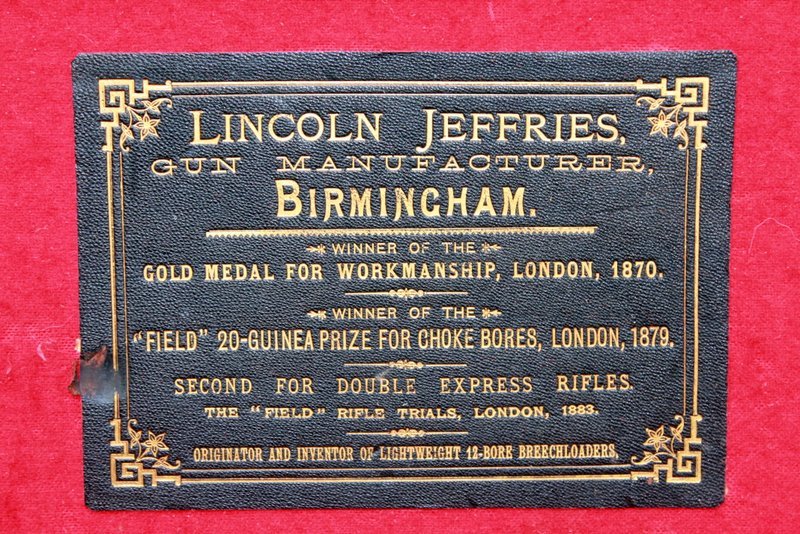 LINCOLN JEFFRIES,
GUN MANUFACTURER,
BIRMINGHAM.
WINNER OF THE
GOLD MEDAL FOR WORKMANSHIP, LONDON, 1870.
WINNER OF THE
"FIELD" 20-GUINEA PRIZE FOR CHOKE BORES, LONDON, 1879.
SECOND FOR DOUBLE EXPRESS RIFLES.
THE "FIELD" RIFLE TRIALS, LONDON, 1883.
ORIGINATOR AND INVENTOR OF LIGHTWEIGHT 12-BORE BREECHLOADERS,